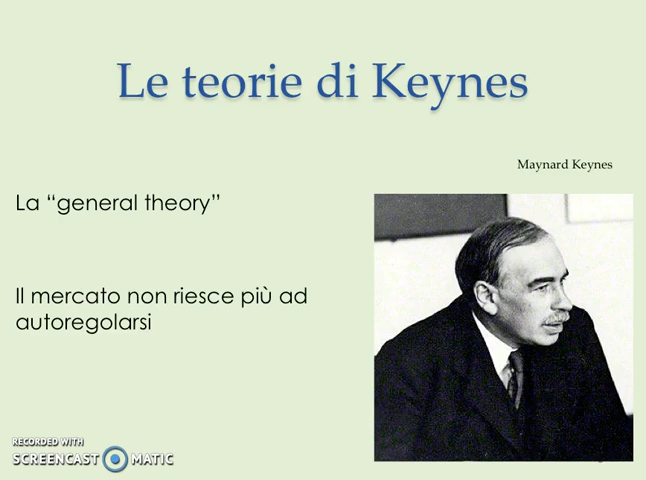 Le teorie di Keynes
Maynard Keynes
La “general theory”
Il mercato non riesce più ad
autoregolarsi
RECORDED WITH
SCREENCAST MATIC